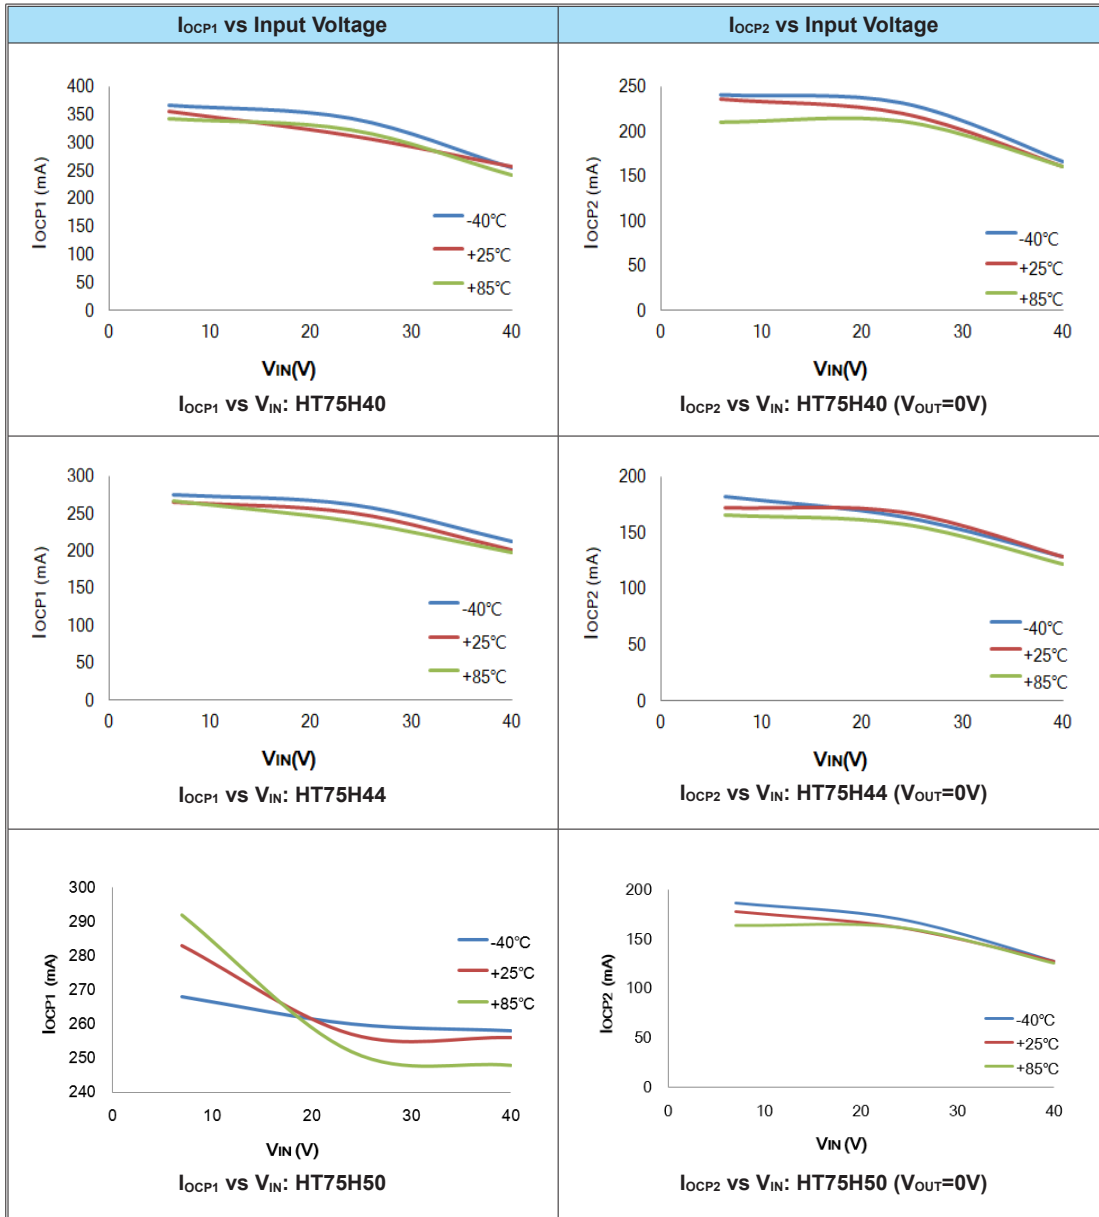 IOCP1 vs Input Voltage
IOCP2 vs Input Voltage
400
350
300
250
200
150
100
50
0
IOCP1 (mA)
-40℃
+25℃
+85℃
0 10 20 30 40
VIN(V)
IOCP1 vs VIN: HT75H40
250
200
150
100
50
0
IOCP2 (mA)
-40℃
+25℃
+85℃
0 10 20 30 40
VIN(V)
IOCP2 vs VIN: HT75H40 (VOUT=0V)
300
250
200
150
100
50
0
IOCP1 (mA)
-40℃
+25℃
+85℃
0 10 20 30 40
VIN(V)
IOCP1 vs VIN: HT75H44
200
150
100
50
0
IOCP2 (mA)
-40℃
+25℃
+85℃
0 10 20 30 40
VIN(V)
IOCP2 vs VIN: HT75H44 (VOUT=0V)
300
290
280
270
260
250
240
IOCP1 (mA)
-40℃
+25℃
+85℃
0 10 20 30 40
VIN (V)
IOCP1 vs VIN: HT75H50
200
150
100
50
0
IOCP2 (mA)
-40℃
+25℃
+85℃
0 10 20 30 40
VIN (V)
IOCP2 vs VIN: HT75H50 (VOUT=0V)